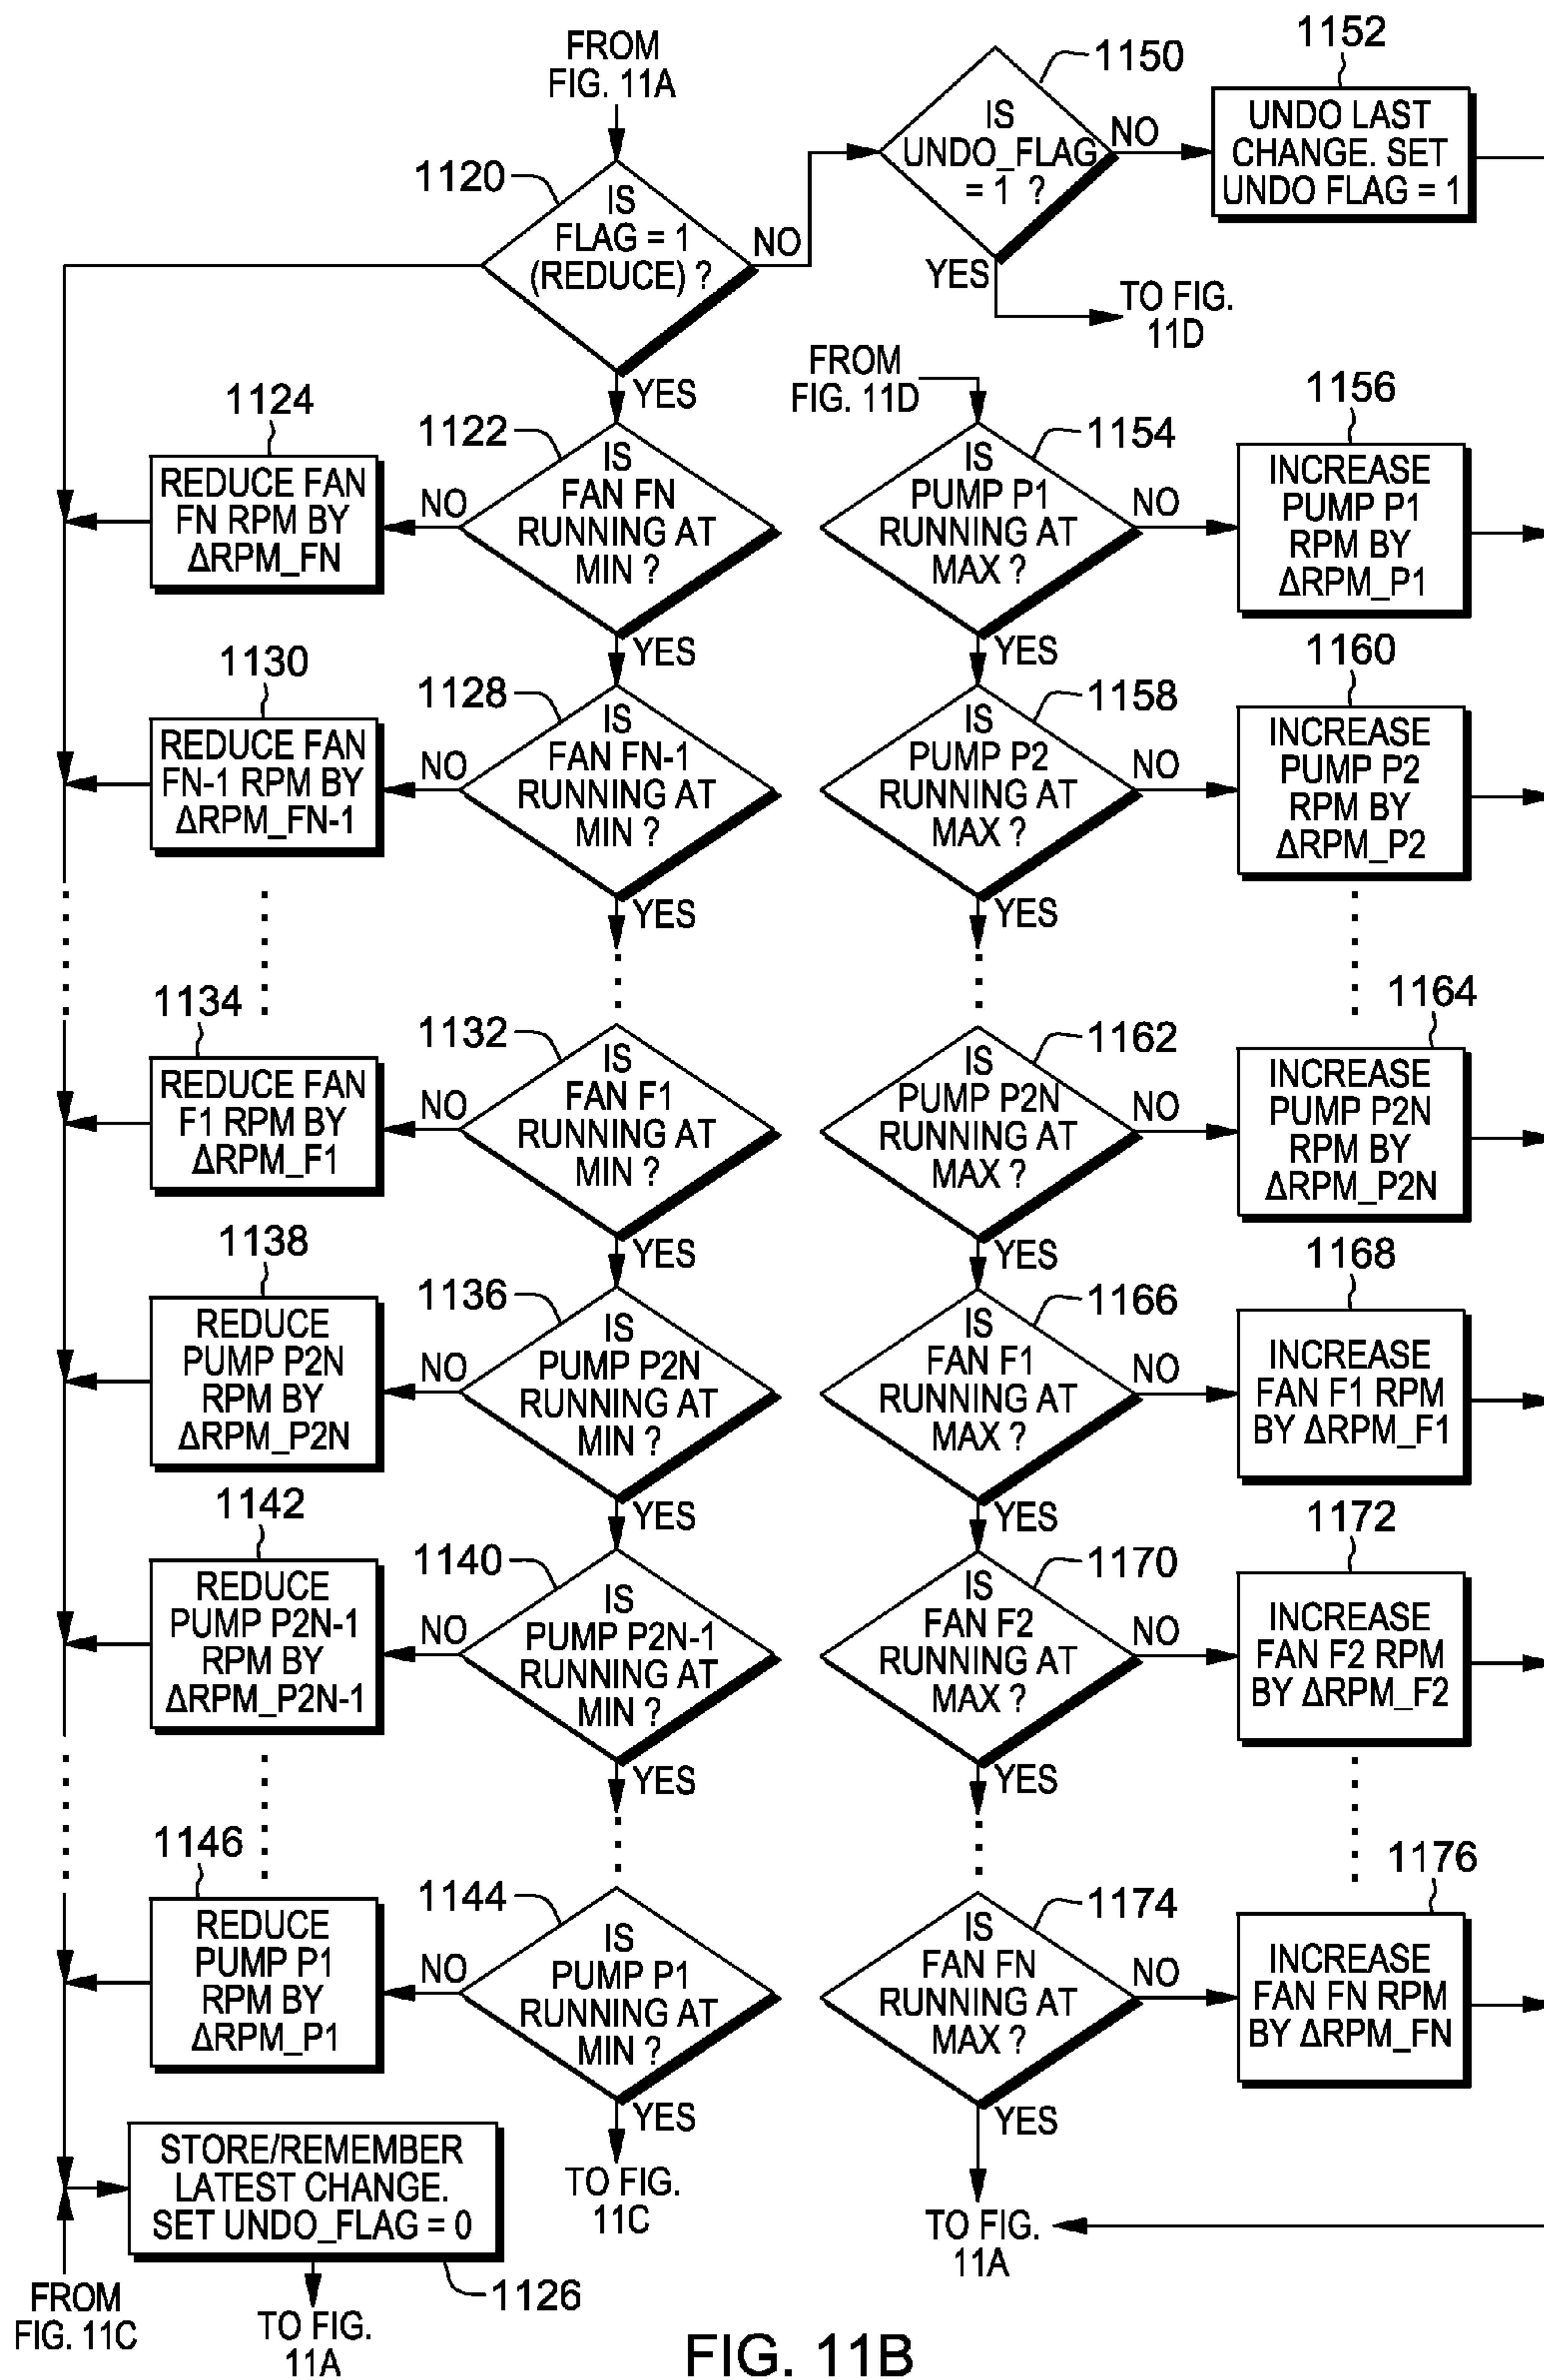 FROM
FIG. 11A
1120
IS
FLAG = 1
(REDUCE) ?
NO
YES
1150
IS
UNDO_FLAG
= 1 ?
NO
YES
TO FIG.
11D
1152
UNDO LAST
CHANGE. SET
UNDO FLAG = 1
1124
REDUCE FAN
FN RPM BY
ΔRPM_FN
NO
1122
IS
FAN FN
RUNNING AT
MIN ?
YES
FROM
FIG. 11D
1154
IS
PUMP P1
RUNNING AT
MAX ?
NO
YES
1156
INCREASE
PUMP P1
RPM BY
ΔRPM_P1
1130
REDUCE FAN
FN-1 RPM BY
ΔRPM_FN-1
NO
1128
IS
FAN FN-1
RUNNING AT
MIN ?
YES
1158
IS
PUMP P2
RUNNING AT
MAX ?
NO
YES
1160
INCREASE
PUMP P2
RPM BY
ΔRPM_P2
1134
REDUCE FAN
F1 RPM BY
ΔRPM_F1
NO
1132
IS
FAN F1
RUNNING AT
MIN ?
YES
1162
IS
PUMP P2N
RUNNING AT
MAX ?
NO
YES
1164
INCREASE
PUMP P2N
RPM BY
ΔRPM_P2N
1138
REDUCE
PUMP P2N
RPM BY
ΔRPM_P2N
NO
1136
IS
PUMP P2N
RUNNING AT
MIN ?
YES
1166
IS
FAN F1
RUNNING AT
MAX ?
NO
YES
1168
INCREASE
FAN F1 RPM
BY ΔRPM_F1
1142
REDUCE
PUMP P2N-1
RPM BY
ΔRPM_P2N-1
NO
1140
IS
PUMP P2N-1
RUNNING AT
MIN ?
YES
1170
IS
FAN F2
RUNNING AT
MAX ?
NO
YES
1172
INCREASE
FAN F2 RPM
BY ΔRPM_F2
1146
REDUCE
PUMP P1
RPM BY
ΔRPM_P1
NO
1144
IS
PUMP P1
RUNNING AT
MIN ?
YES
TO FIG.
11C
1174
IS
FAN FN
RUNNING AT
MAX ?
NO
YES
TO FIG.
11A
1176
INCREASE
FAN FN RPM
BY ΔRPM_FN
STORE/REMEMBER
LATEST CHANGE.
SET UNDO_FLAG = 0
1126
FROM
FIG. 11C
TO FIG.
11A
FIG. 11B